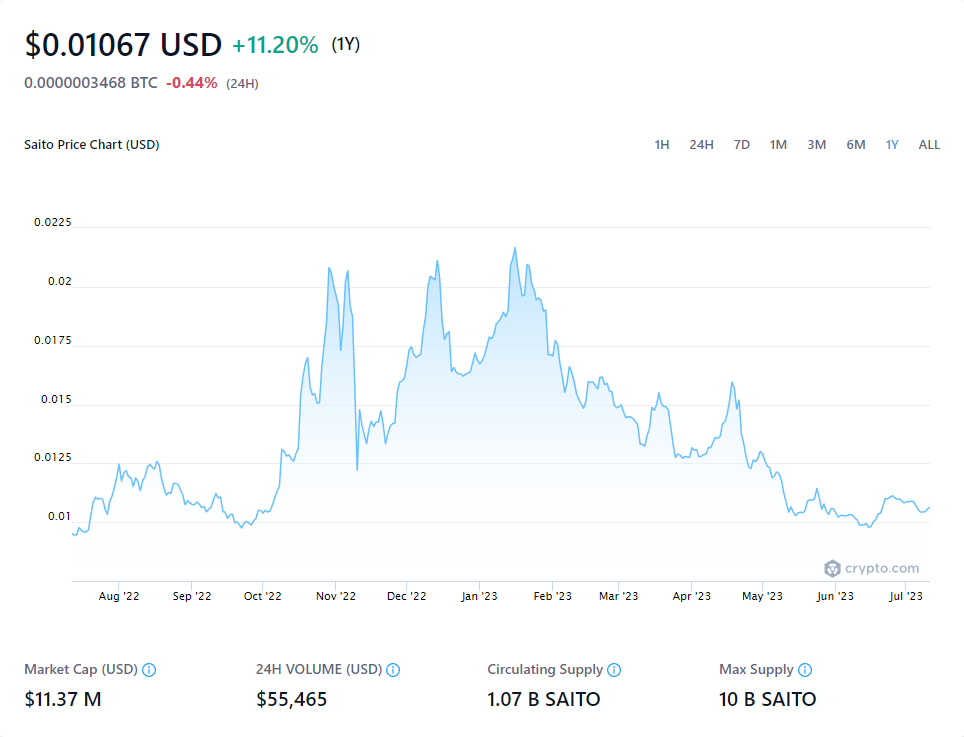 $0.01067 USD +11.20% (1Y)
0.0000003468 BTC -0.44% (24H)
Saito Price Chart (USD) 1H 24H 7D 1M 3M 6M 1Y ALL
0.0225
0.02
0.0175
0.015
0.0125
0.01
crypto.com
Aug '22 Sep '22 Oct '22 Nov '22 Dec '22 Jan '23 Feb '23 Mar '23 Apr '23 May '23 Jun '23 Jul '23
Market Cap (USD) 24H VOLUME (USD) Circulating Supply Max Supply
$11.37 M $55,465 1.07 B SAITO 10 B SAITO